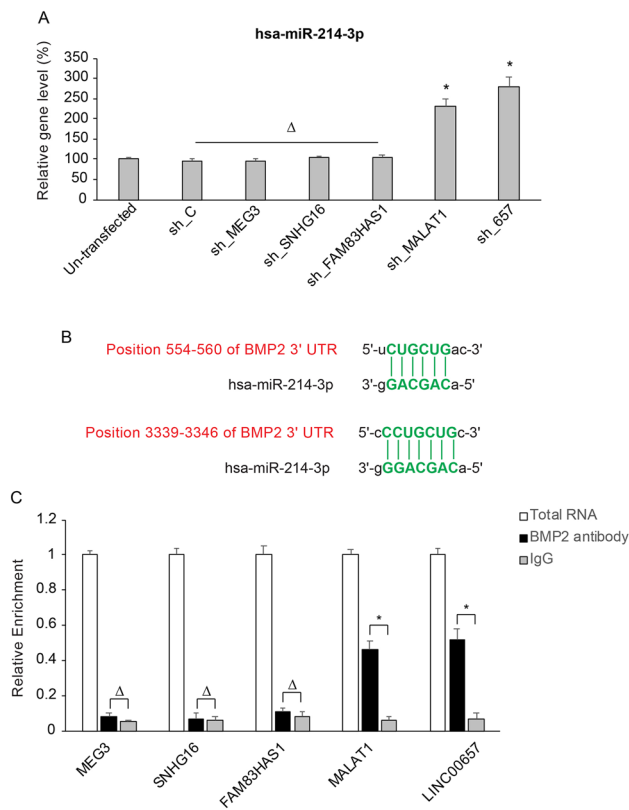 A
hsa-miR-214-3p
Relative gene level (%)
350
300
250
200
150
100
50
0
Δ
*
*
Un-transfected
sh_C
sh_MEG3
sh_SNHG16
sh_FAM83HAS1
sh_MALAT1
sh_657
B
Position 554-560 of BMP2 3' UTR
5'-uCUGCUGac-3'
hsa-miR-214-3p
3'-gGACGACa-5'
Position 3339-3346 of BMP2 3' UTR
5'-cCCUGCUGc-3'
hsa-miR-214-3p
3'-gGGACGACa-5'
C
Relative Enrichment
1.2
1
0.8
0.6
0.4
0.2
0
Δ
Δ
Δ
*
*
Total RNA
BMP2 antibody
IgG
MEG3
SNHG16
FAM83HAS1
MALAT1
LINC00657